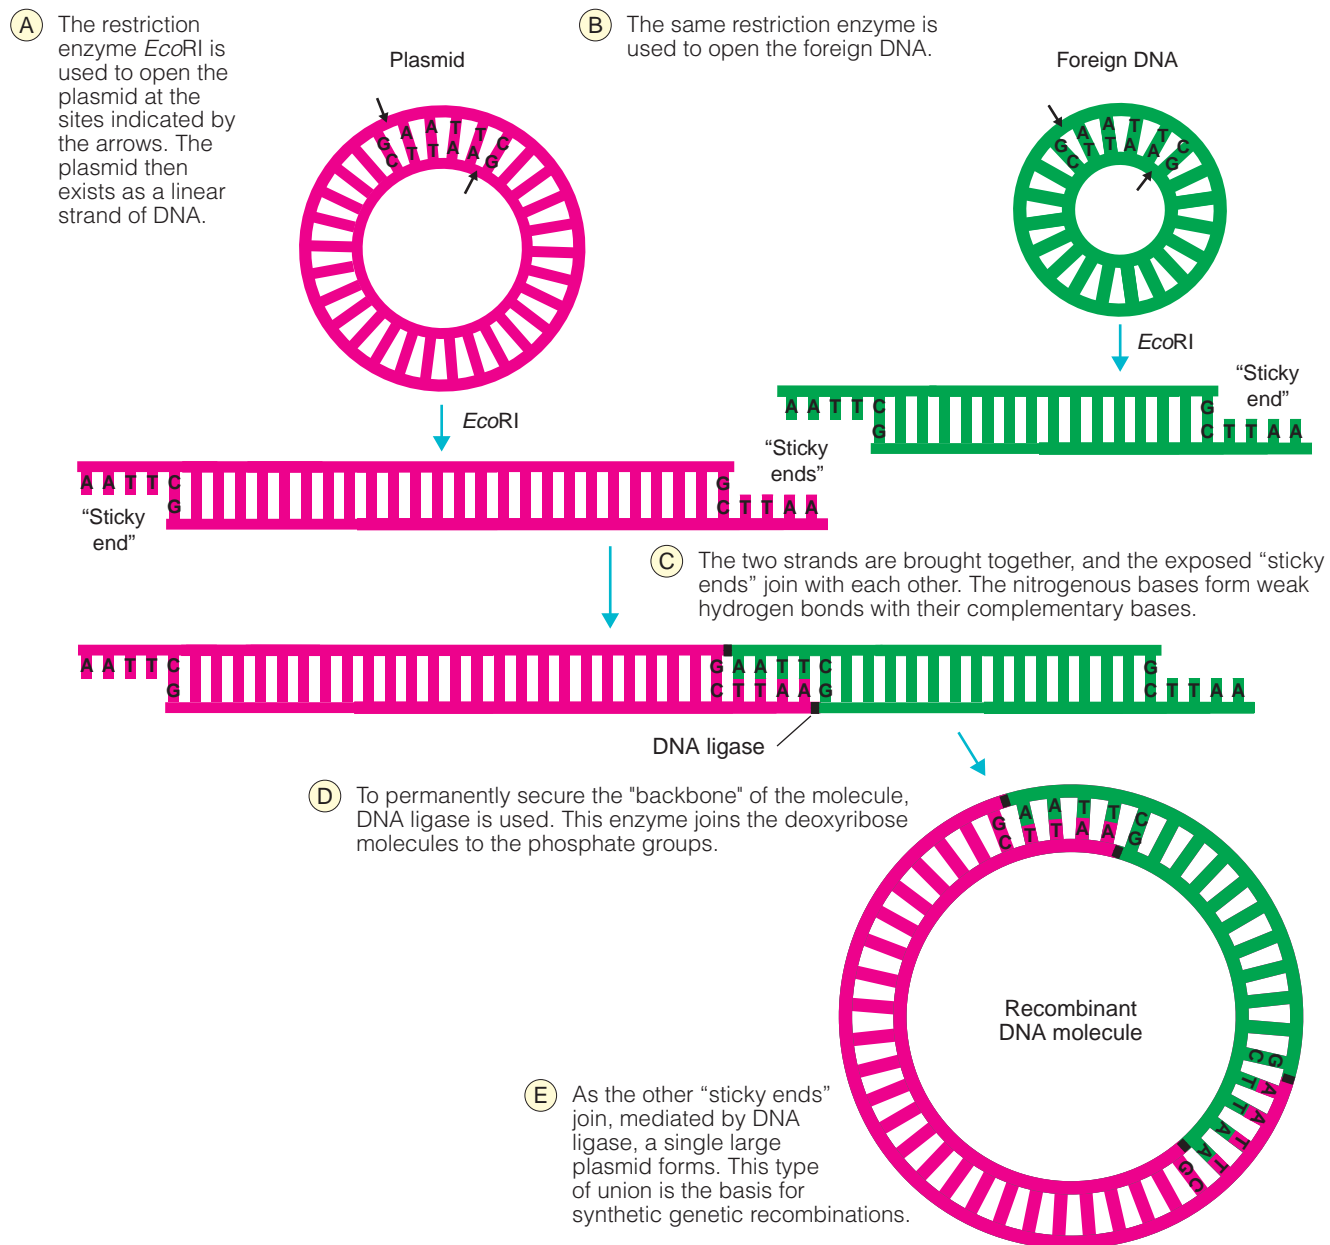 A
The restriction
enzyme EcoRI is
used to open the
plasmid at the
sites indicated by
the arrows. The
plasmid then
exists as a linear
strand of DNA.
Plasmid
G A A T T C
C T T A A G
EcoRI
B
The same restriction enzyme is
used to open the foreign DNA.
Foreign DNA
G A A T T C
C T T A A G
EcoRI
"Sticky
end"
A A T T C G
G C T T A A
"Sticky
ends"
A A T T C G
G C T T A A
"Sticky
end"
C
The two strands are brought together, and the exposed “sticky
ends” join with each other. The nitrogenous bases form weak
hydrogen bonds with their complementary bases.
A A T T C G A A T T C G
G C T T A A G C T T A A
DNA ligase
D
To permanently secure the "backbone" of the molecule,
DNA ligase is used. This enzyme joins the deoxyribose
molecules to the phosphate groups.
G A A T T C
C T T A A G
Recombinant
DNA molecule
G A A T T C
C T T A A G
E
As the other “sticky ends”
join, mediated by DNA
ligase, a single large
plasmid forms. This type
of union is the basis for
synthetic genetic recombinations.